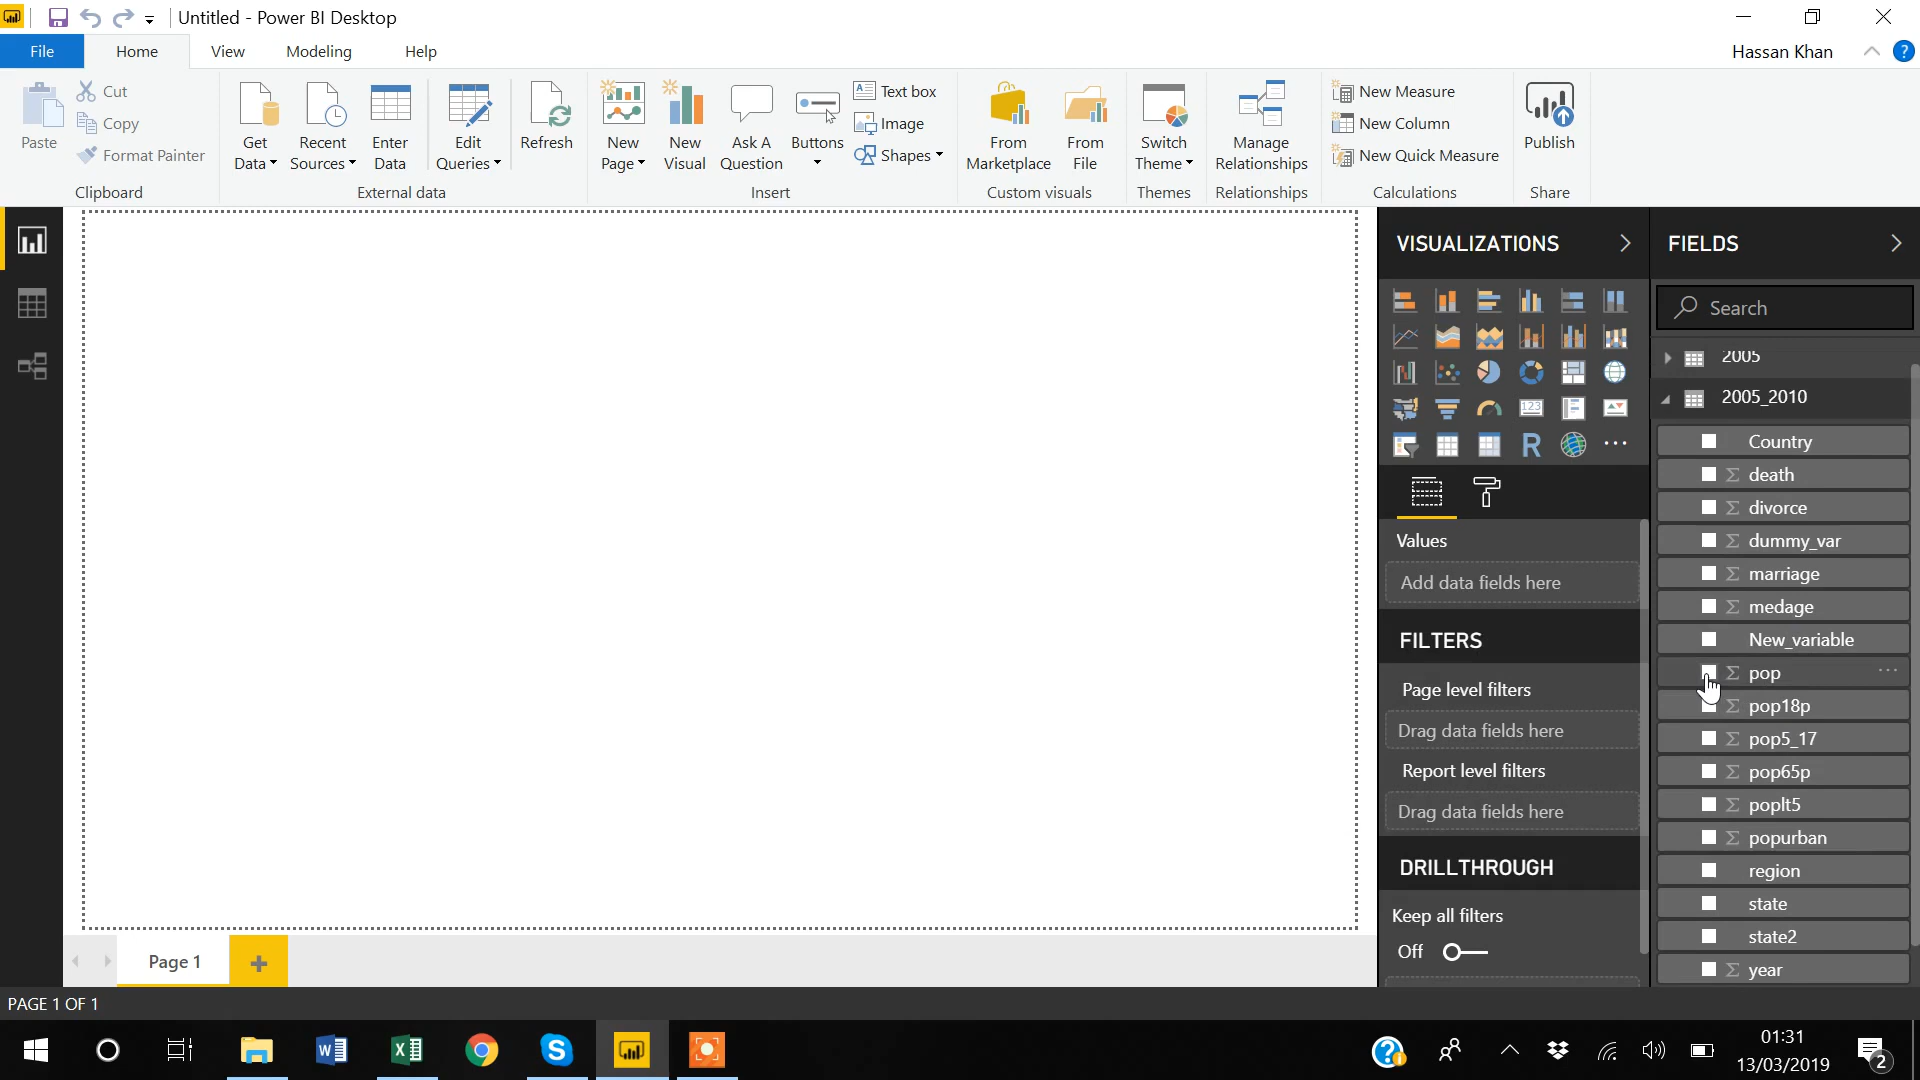 Untitled - Power BI Desktop
File Home View Modeling Help Hassan Khan ?
Paste
Cut
Copy
Format Painter
Clipboard
Get Data
Recent Sources
Enter Data
Edit Queries
Refresh
External data
New Page
New Visual
Ask A Question
Buttons
Text box
Image
Shapes
Insert
From Marketplace
From File
Custom visuals
Switch Theme
Themes
Manage Relationships
Relationships
New Measure
New Column
New Quick Measure
Calculations
Publish
Share
VISUALIZATIONS
123
R
Values
Add data fields here
FILTERS
Page level filters
Drag data fields here
Report level filters
Drag data fields here
DRILLTHROUGH
Keep all filters
Off
FIELDS
Search
2005
2005_2010
Country
Σ death
Σ divorce
Σ dummy_var
Σ marriage
Σ medage
New_variable
Σ pop ...
Σ pop18p
Σ pop5_17
Σ pop65p
Σ poplt5
Σ popurban
region
state
state2
Σ year
Page 1
PAGE 1 OF 1
01:31
13/03/2019
2